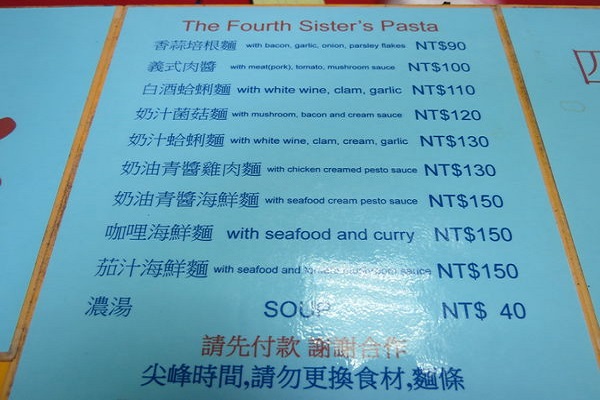 The Fourth Sister's Pasta
香蒜培根麵 with bacon, garlic, onion, parsley flakes NT$90
義式肉醬 with meat(pork), tomato, mushroom sauce NT$100
白酒蛤蜊麵 with white wine, clam, garlic NT$110
奶汁菌菇麵 with mushroom, bacon and cream sauce NT$120
奶汁蛤蜊麵 with white wine, clam, cream, garlic NT$130
奶油青醬雞肉麵 with chicken creamed pesto sauce NT$130
奶油青醬海鮮麵 with seafood cream pesto sauce NT$150
咖哩海鮮麵 with seafood and curry NT$150
茄汁海鮮麵 with seafood and tomato mushroom sauce NT$150
濃湯 SOUP NT$ 40
請先付款 謝謝合作
尖峰時間,請勿更換食材,麵條